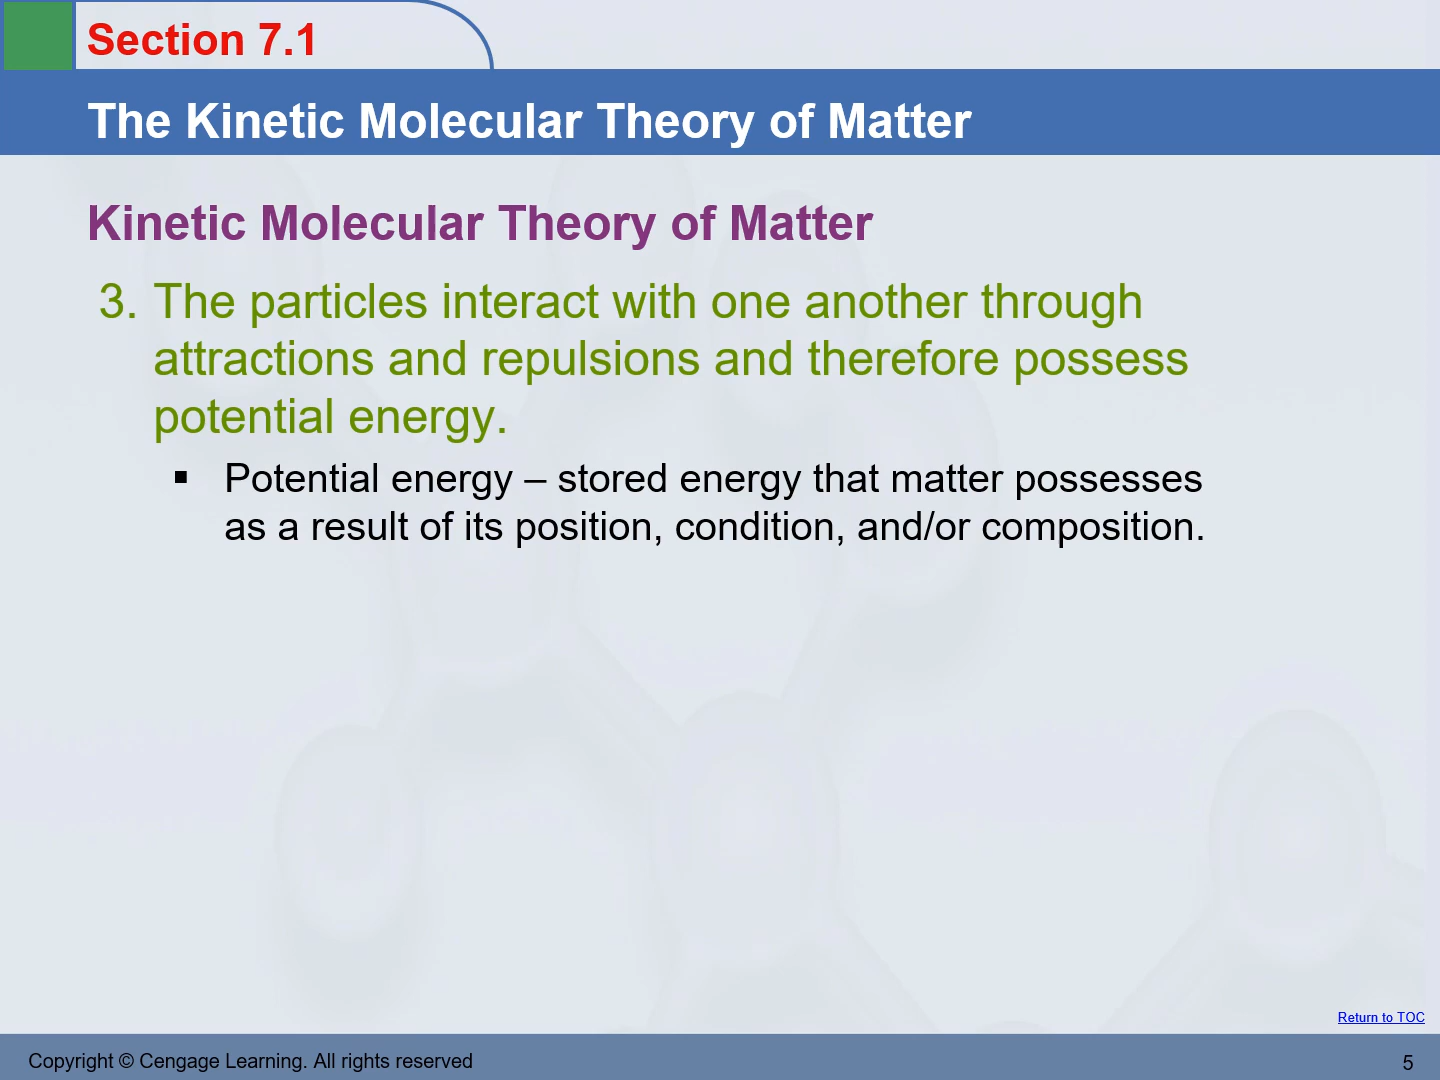 Section 7.1
The Kinetic Molecular Theory of Matter
Kinetic Molecular Theory of Matter
3. The particles interact with one another through
attractions and repulsions and therefore possess
potential energy.
▪ Potential energy – stored energy that matter possesses
as a result of its position, condition, and/or composition.
Return to TOC
Copyright © Cengage Learning. All rights reserved
5